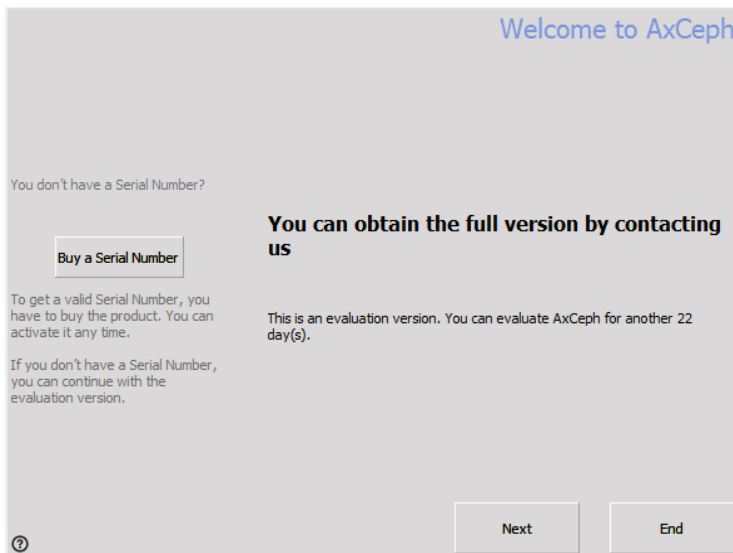 Welcome to AxCeph
You don't have a Serial Number?
Buy a Serial Number
To get a valid Serial Number, you
have to buy the product. You can
activate it any time.
If you don't have a Serial Number,
you can continue with the
evaluation version.
You can obtain the full version by contacting
us
This is an evaluation version. You can evaluate AxCeph for another 22
day(s).
Next
End
?